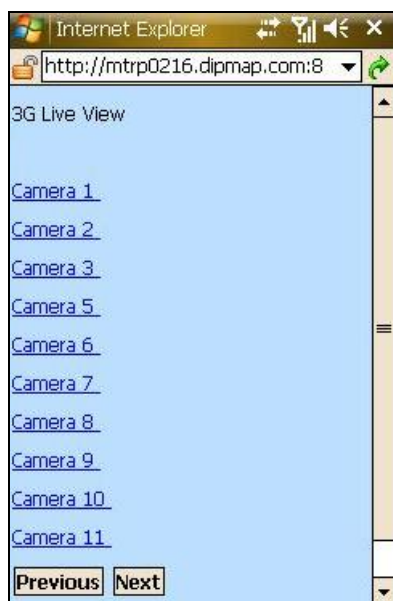 Internet Explorer
http://mtrp0216.dipmap.com:8
3G Live View
Camera 1
Camera 2
Camera 3
Camera 5
Camera 6
Camera 7
Camera 8
Camera 9
Camera 10
Camera 11
Previous Next